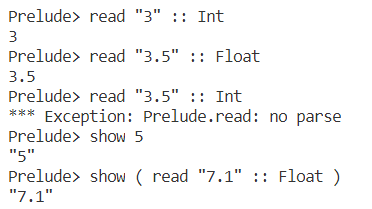 Prelude> read "3" :: Int
3
Prelude> read "3.5" :: Float
3.5
Prelude> read "3.5" :: Int
*** Exception: Prelude.read: no parse
Prelude> show 5
"5"
Prelude> show ( read "7.1" :: Float )
"7.1"